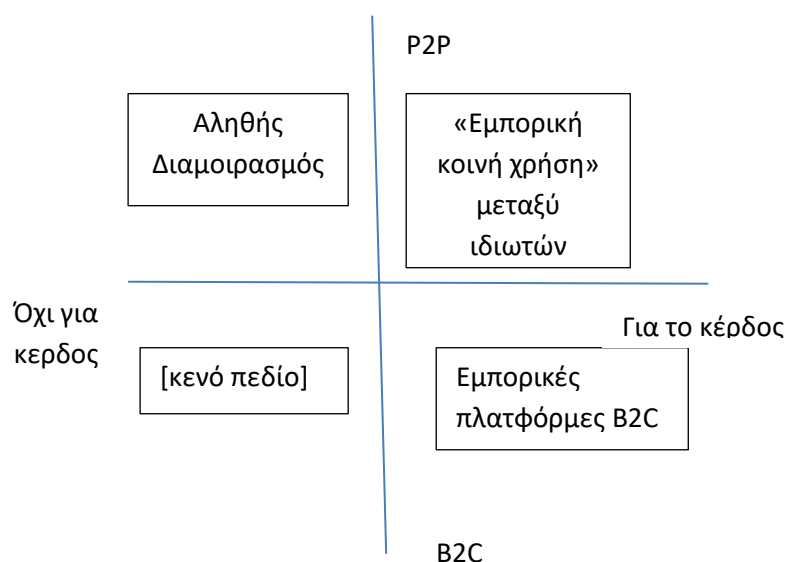 P2P
Αληθής
Διαμοιρασμός
«Εμπορική
κοινή χρήση»
μεταξύ
ιδιωτών
Όχι για
κερδος
Για το κέρδος
[κενό πεδίο]
Εμπορικές
πλατφόρμες B2C
B2C